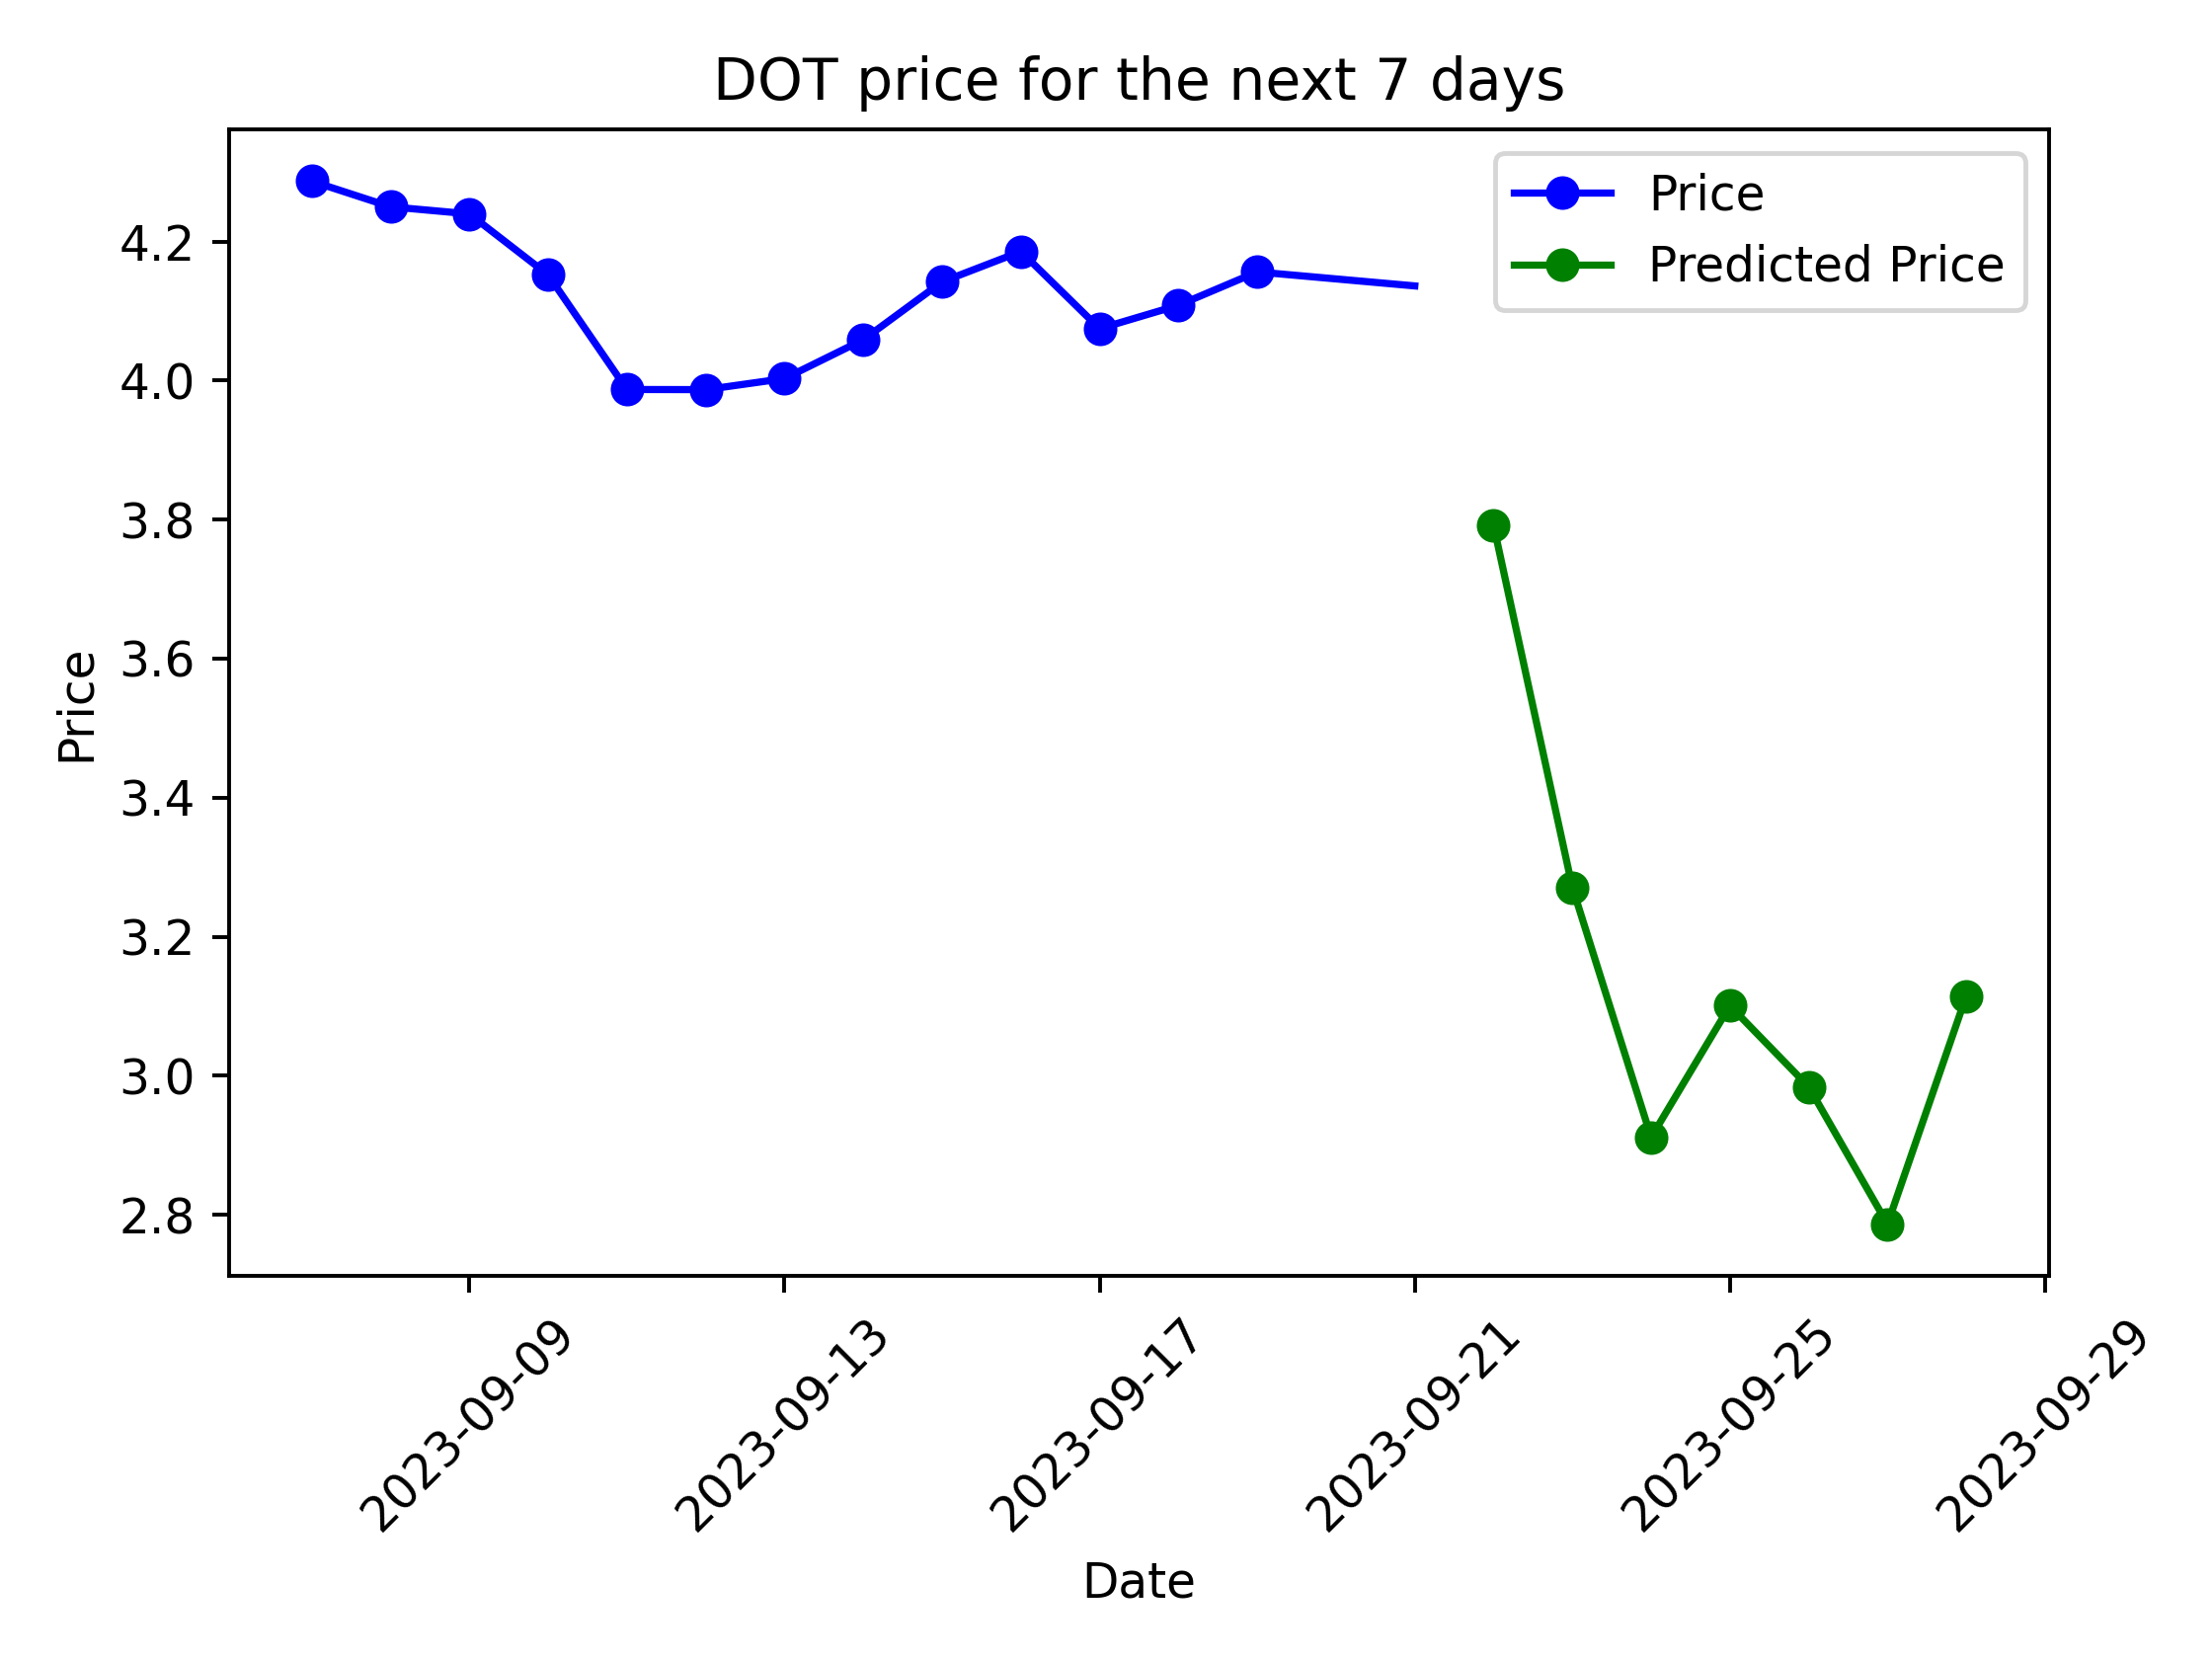 DOT price for the next 7 days
Price
Predicted Price
4.2
4.0
3.8
3.6
3.4
3.2
3.0
2.8
Price
2023-09-09
2023-09-13
2023-09-17
2023-09-21
2023-09-25
2023-09-29
Date